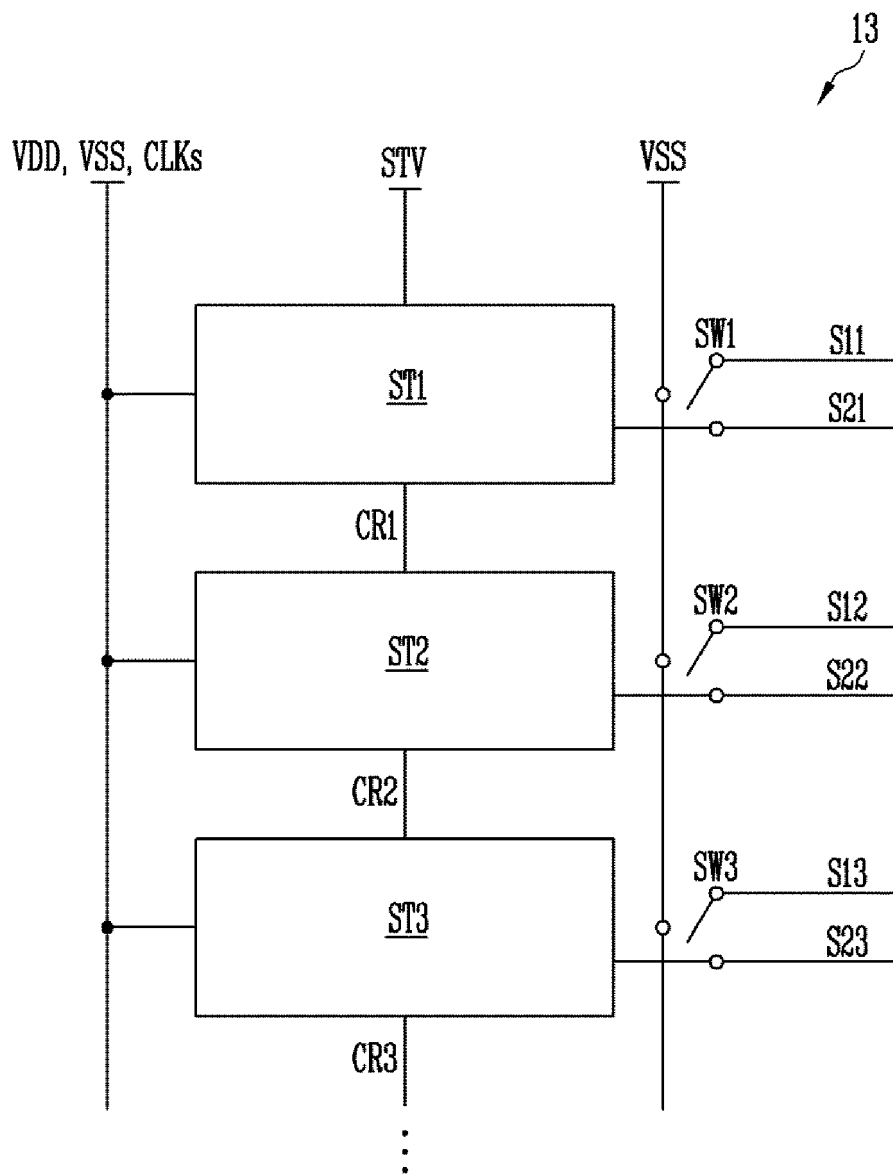 13
VDD, VSS, CLKs
STV
VSS
SW1
S11
ST1
S21
CR1
SW2
S12
ST2
S22
CR2
SW3
S13
ST3
S23
CR3